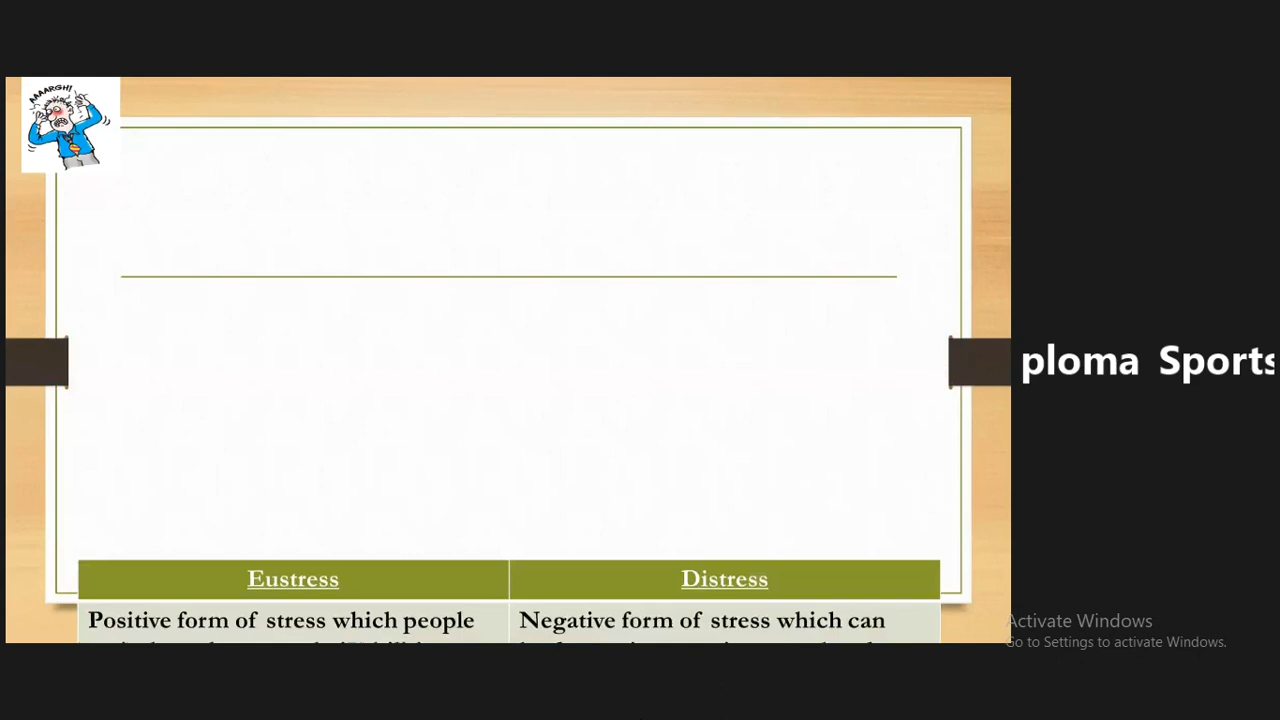 AAAARGH!
ploma Sports
Eustress
Distress
Positive form of stress which people
Negative form of stress which can
Activate Windows
Go to Settings to activate Windows.